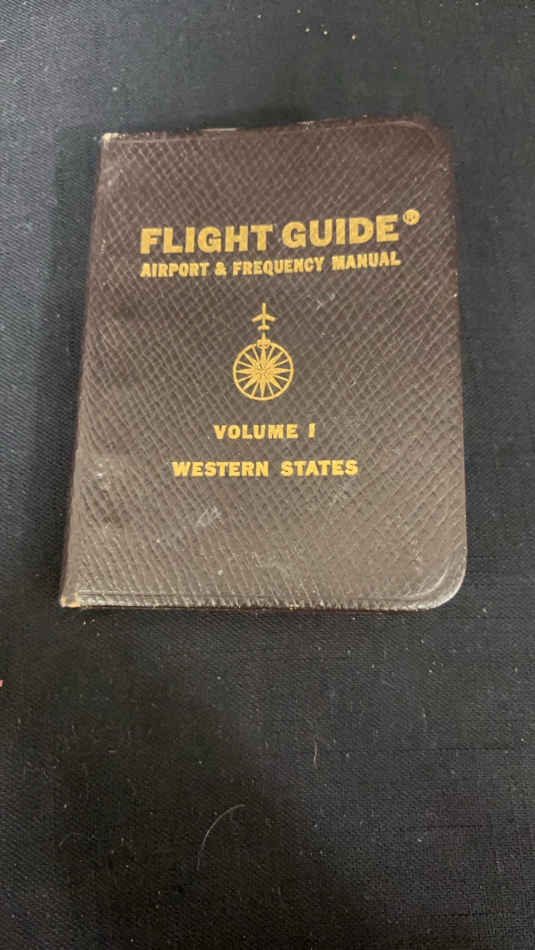 FLIGHT GUIDE®
AIRPORT & FREQUENCY MANUAL
VOLUME I
WESTERN STATES